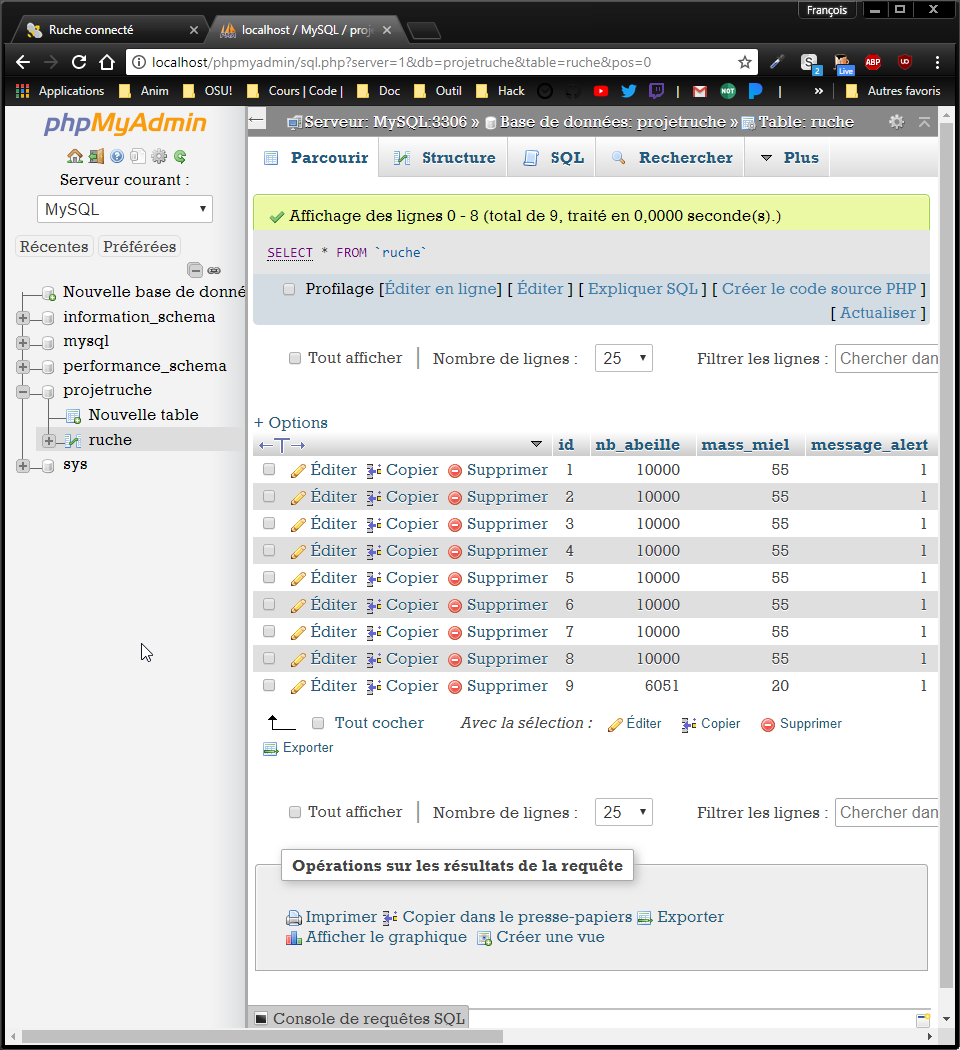 François
Ruche connecté
localhost / MySQL / proje
localhost/phpmyadmin/sql.php?server=1&db=projetruche&table=ruche&pos=0
S 2 Live ABP UD
Applications Anim OSU! Cours | Code | Doc Outil Hack NOT | | » Autres favoris
phpMyAdmin
Serveur courant :
MySQL
Récentes Préférées
Nouvelle base de donné
information_schema
mysql
performance_schema
projetruche
Nouvelle table
ruche
sys
Serveur: MySQL:3306 » Base de données: projetruche » Table: ruche
Parcourir Structure SQL Rechercher Plus
Affichage des lignes 0 - 8 (total de 9, traité en 0,0000 seconde(s).)
SELECT * FROM `ruche`
Profilage [Éditer en ligne] [ Éditer ] [ Expliquer SQL ] [ Créer le code source PHP ]
[ Actualiser ]
Tout afficher | Nombre de lignes : 25 Filtrer les lignes : Chercher dan
+ Options
←T→ id nb_abeille mass_miel message_alert
Éditer Copier Supprimer 1 10000 55 1
Éditer Copier Supprimer 2 10000 55 1
Éditer Copier Supprimer 3 10000 55 1
Éditer Copier Supprimer 4 10000 55 1
Éditer Copier Supprimer 5 10000 55 1
Éditer Copier Supprimer 6 10000 55 1
Éditer Copier Supprimer 7 10000 55 1
Éditer Copier Supprimer 8 10000 55 1
Éditer Copier Supprimer 9 6051 20 1
Tout cocher Avec la sélection : Éditer Copier Supprimer
Exporter
Tout afficher | Nombre de lignes : 25 Filtrer les lignes : Chercher dan
Opérations sur les résultats de la requête
Imprimer Copier dans le presse-papiers Exporter
Afficher le graphique Créer une vue
Console de requêtes SQL